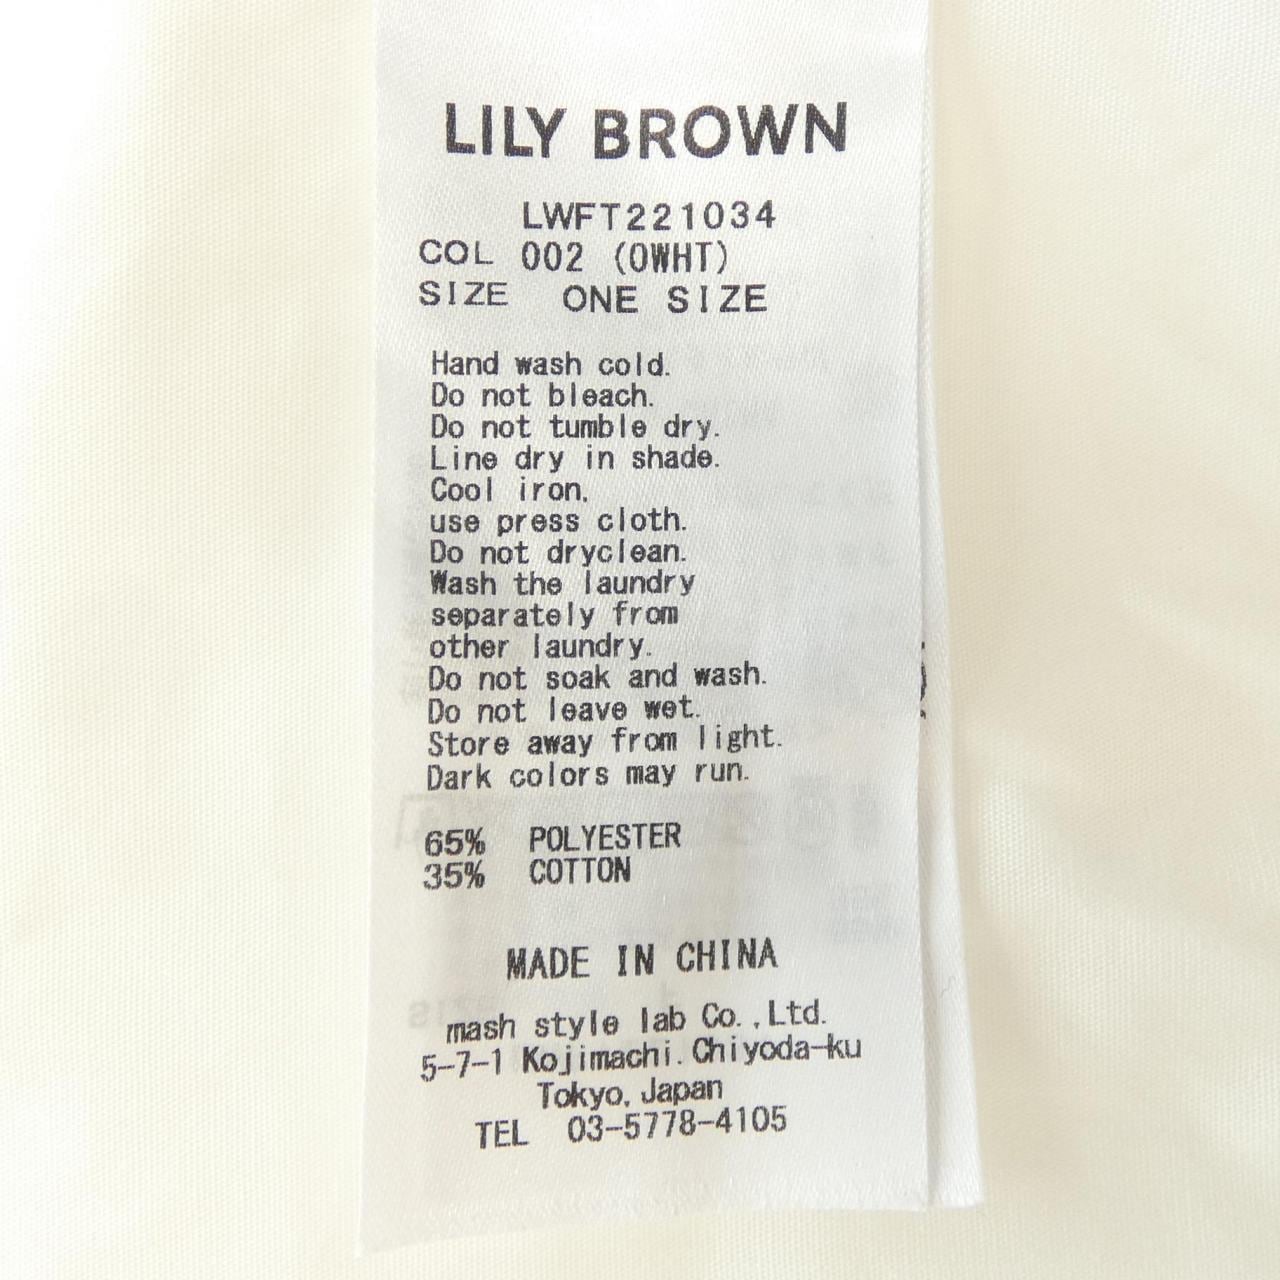 LILY BROWN
LWFT221034
COL 002 (OWHT)
SIZE ONE SIZE
Hand wash cold.
Do not bleach.
Do not tumble dry.
Line dry in shade.
Cool iron.
use press cloth.
Do not dryclean.
Wash the laundry
separately from
other laundry.
Do not soak and wash.
Do not leave wet.
Store away from light.
Dark colors may run.
65% POLYESTER
35% COTTON
MADE IN CHINA
mash style lab Co.,Ltd.
5-7-1 Kojimachi.Chiyoda-ku
Tokyo,Japan
TEL 03-5778-4105